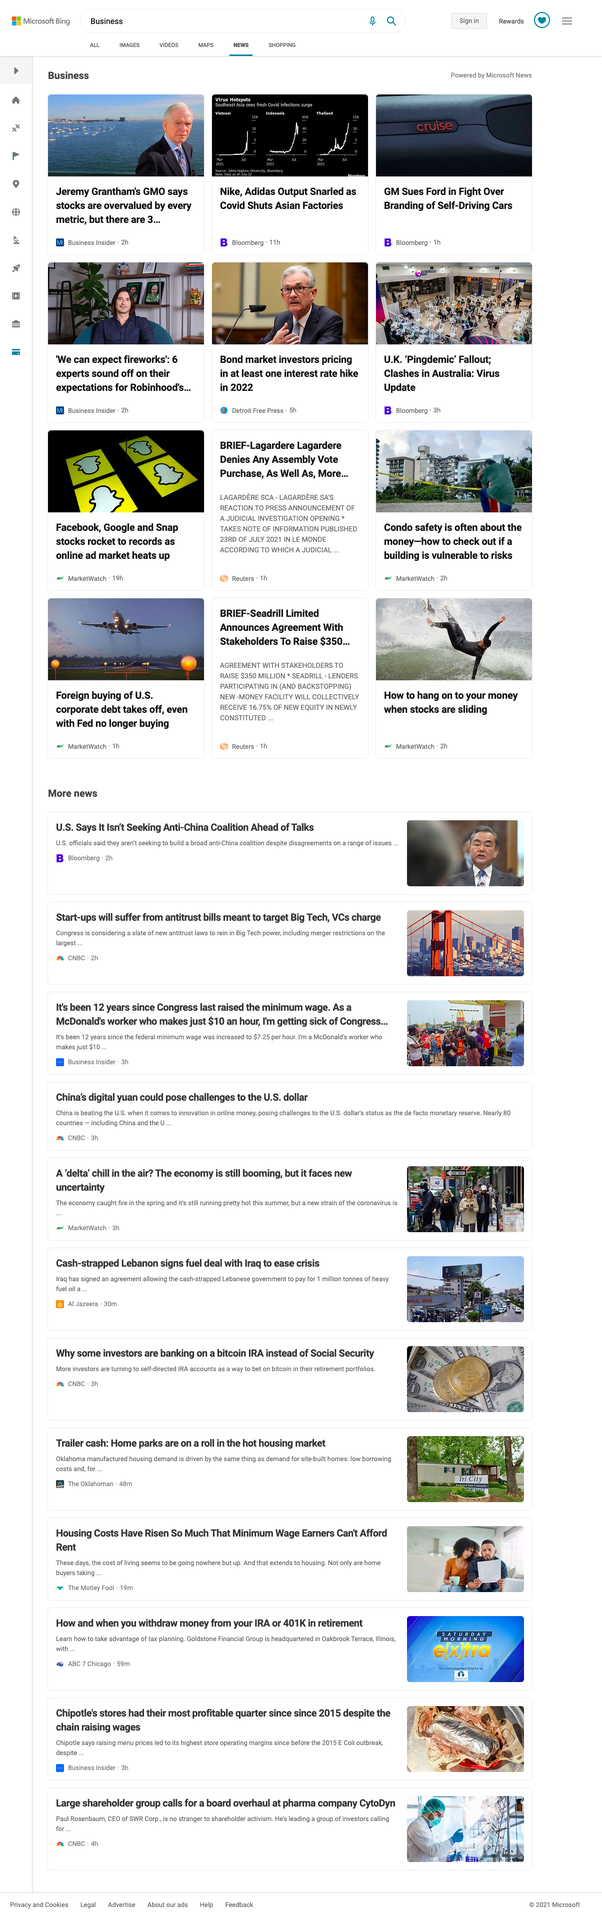 Microsoft Bing
Business
Sign in
Rewards
ALL
IMAGES
VIDEOS
MAPS
NEWS
SHOPPING
Business
Powered by Microsoft News
Jeremy Grantham's GMO says
stocks are overvalued by every
metric, but there are 3...
Business Insider · 2h
Virus Hotspots
Southeast Asia sees fresh Covid infections surge
Vietnam
Indonesia
Thailand
Nike, Adidas Output Snarled as
Covid Shuts Asian Factories
Bloomberg · 11h
cruise
GM Sues Ford in Fight Over
Branding of Self-Driving Cars
Bloomberg · 1h
'We can expect fireworks': 6
experts sound off on their
expectations for Robinhood's...
Business Insider · 2h
Bond market investors pricing
in at least one interest rate hike
in 2022
Detroit Free Press · 5h
U.K. 'Pingdemic' Fallout;
Clashes in Australia: Virus
Update
Bloomberg · 3h
Facebook, Google and Snap
stocks rocket to records as
online ad market heats up
MarketWatch · 19h
BRIEF-Lagardere Lagardere
Denies Any Assembly Vote
Purchase, As Well As, More...
LAGARDÈRE SCA - LAGARDÈRE SA'S
REACTION TO PRESS ANNOUNCEMENT OF
A JUDICIAL INVESTIGATION OPENING *
TAKES NOTE OF INFORMATION PUBLISHED
23RD OF JULY 2021 IN LE MONDE
ACCORDING TO WHICH A JUDICIAL ...
Reuters · 1h
Condo safety is often about the
money—how to check out if a
building is vulnerable to risks
MarketWatch · 2h
Foreign buying of U.S.
corporate debt takes off, even
with Fed no longer buying
MarketWatch · 1h
BRIEF-Seadrill Limited
Announces Agreement With
Stakeholders To Raise $350...
AGREEMENT WITH STAKEHOLDERS TO
RAISE $350 MILLION * SEADRILL - LENDERS
PARTICIPATING IN (AND BACKSTOPPING)
NEW -MONEY FACILITY WILL COLLECTIVELY
RECEIVE 16.75% OF NEW EQUITY IN NEWLY
CONSTITUTED ...
Reuters · 1h
How to hang on to your money
when stocks are sliding
MarketWatch · 2h
More news
U.S. Says It Isn't Seeking Anti-China Coalition Ahead of Talks
U.S. officials said they aren't seeking to build a broad anti-China coalition despite disagreements on a range of issues ...
Bloomberg · 2h
Start-ups will suffer from antitrust bills meant to target Big Tech, VCs charge
Congress is considering a slate of new antitrust laws to rein in Big Tech power, including merger restrictions on the
largest ...
CNBC · 2h
It's been 12 years since Congress last raised the minimum wage. As a
McDonald's worker who makes just $10 an hour, I'm getting sick of Congress...
It's been 12 years since the federal minimum wage was increased to $7.25 per hour. I'm a McDonald's worker who
makes just $10 ...
Business Insider · 3h
China's digital yuan could pose challenges to the U.S. dollar
China is beating the U.S. when it comes to innovation in online money, posing challenges to the U.S. dollar's status as the de facto monetary reserve. Nearly 80
countries — including China and the U ...
CNBC · 3h
A 'delta' chill in the air? The economy is still booming, but it faces new
uncertainty
The economy caught fire in the spring and it's still running pretty hot this summer, but a new strain of the coronavirus is
...
MarketWatch · 3h
Cash-strapped Lebanon signs fuel deal with Iraq to ease crisis
Iraq has signed an agreement allowing the cash-strapped Lebanese government to pay for 1 million tonnes of heavy
fuel oil a ...
Al Jazeera · 30m
Why some investors are banking on a bitcoin IRA instead of Social Security
More investors are turning to self-directed IRA accounts as a way to bet on bitcoin in their retirement portfolios.
CNBC · 3h
Trailer cash: Home parks are on a roll in the hot housing market
Oklahoma manufactured housing demand is driven by the same thing as demand for site-built homes: low borrowing
costs and, for ...
The Oklahoman · 48m
Tri City
Housing Costs Have Risen So Much That Minimum Wage Earners Can't Afford
Rent
These days, the cost of living seems to be going nowhere but up. And that extends to housing. Not only are home
buyers taking ...
The Motley Fool · 19m
How and when you withdraw money from your IRA or 401K in retirement
Learn how to take advantage of tax planning. Goldstone Financial Group is headquartered in Oakbrook Terrace, Illinois,
with ...
ABC 7 Chicago · 59m
SATURDAY
MORNING
e[x]tra
Chipotle's stores had their most profitable quarter since since 2015 despite the
chain raising wages
Chipotle says raising menu prices led to its highest store operating margins since before the 2015 E Coli outbreak,
despite ...
Business Insider · 3h
Large shareholder group calls for a board overhaul at pharma company CytoDyn
Paul Rosenbaum, CEO of SWR Corp., is no stranger to shareholder activism. He's leading a group of investors calling
for ...
CNBC · 4h
Privacy and Cookies
Legal
Advertise
About our ads
Help
Feedback
© 2021 Microsoft